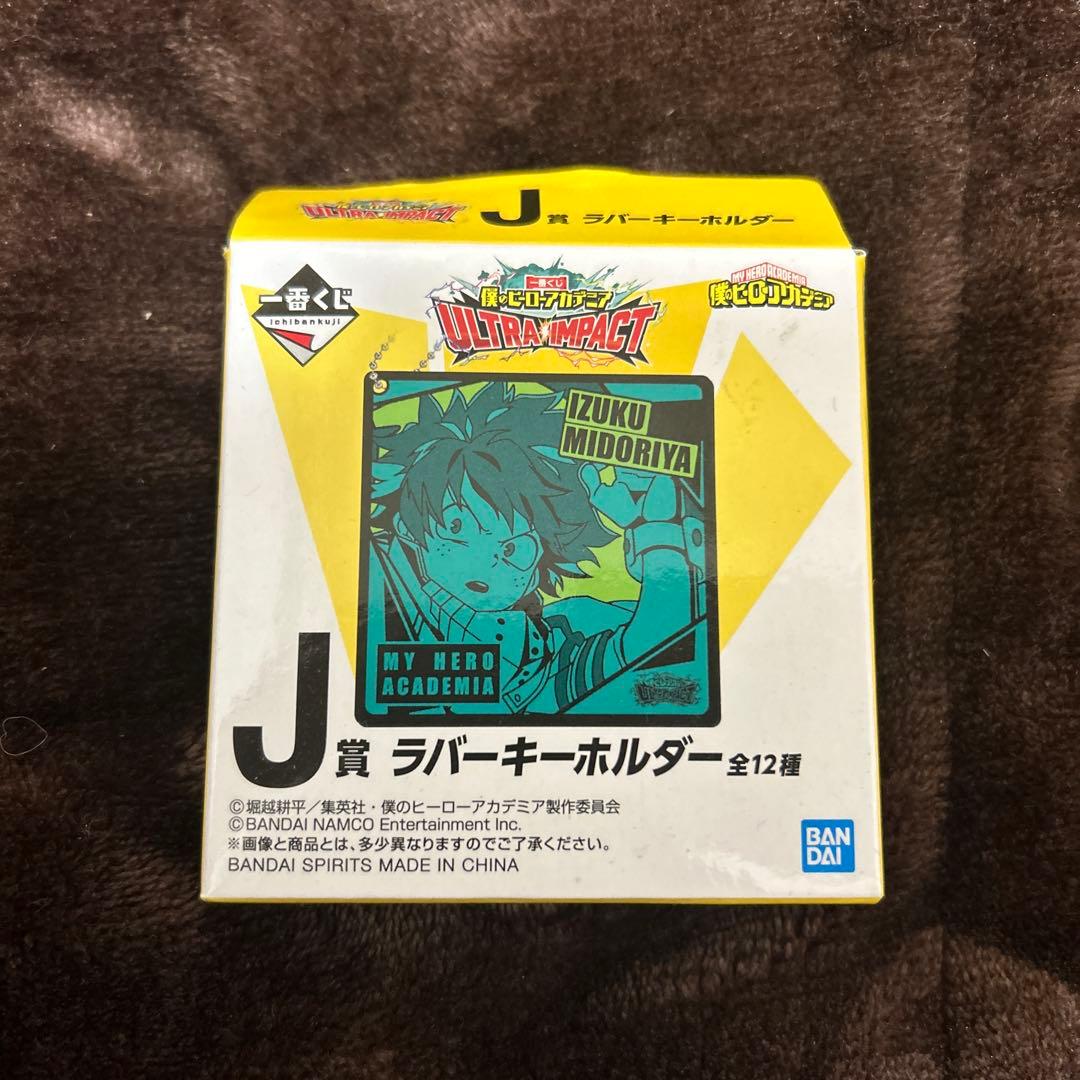 ULTRA IMPACT
J賞 ラバーキーホルダー
一番くじ
ichibankuji
一番くじ
僕のヒーローアカデミア
ULTRA IMPACT
MY HERO ACADEMIA
僕のヒーローアカデミア
IZUKU
MIDORIYA
MY HERO
ACADEMIA
ULTRA IMPACT
J賞 ラバーキーホルダー 全12種
©堀越耕平／集英社・僕のヒーローアカデミア製作委員会
©BANDAI NAMCO Entertainment Inc.
※画像と商品とは、多少異なりますのでご了承ください。
BANDAI SPIRITS MADE IN CHINA
BAN
DAI